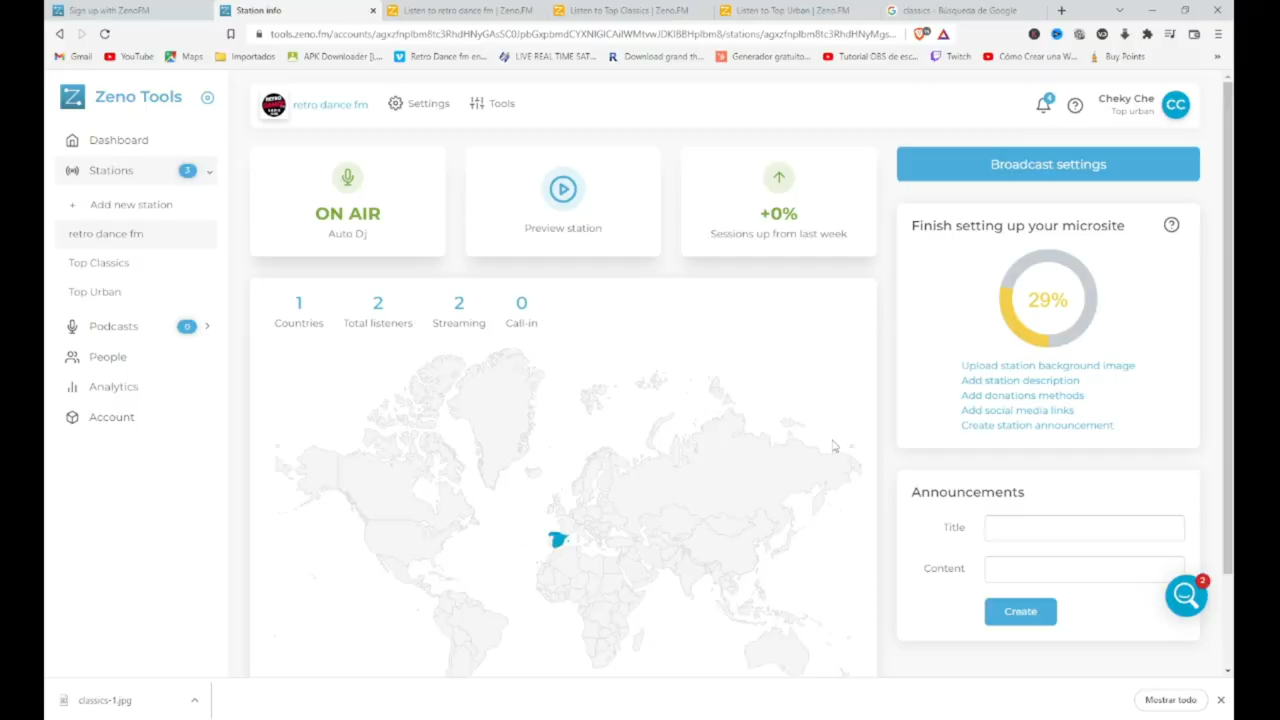 Sign up with ZenoFM
Station info
Listen to retro dance fm | Zeno.FM
Listen to Top Classics | Zeno.FM
Listen to Top Urban | Zeno.FM
classics - Búsqueda de Google
Gmail
YouTube
Maps
Importados
APK Downloader [L...
Retro Dance fm en...
LIVE REAL TIME SAT...
Download grand th...
Generador gratuito...
Tutorial OBS de esc...
Twitch
Cómo Crear una W...
Buy Points
Zeno Tools
retro dance fm
Settings
Tools
4
Cheky Che
Top urban
CC
Dashboard
Stations
3
+ Add new station
retro dance fm
Top Classics
Top Urban
Podcasts
0
People
Analytics
Account
ON AIR
Auto Dj
Preview station
+0%
Sessions up from last week
Broadcast settings
Finish setting up your microsite
29%
Upload station background image
Add station description
Add donations methods
Add social media links
Create station announcement
1
Countries
2
Total listeners
2
Streaming
0
Call-in
Announcements
Title
Content
2
Create
classics-1.jpg
Mostrar todo